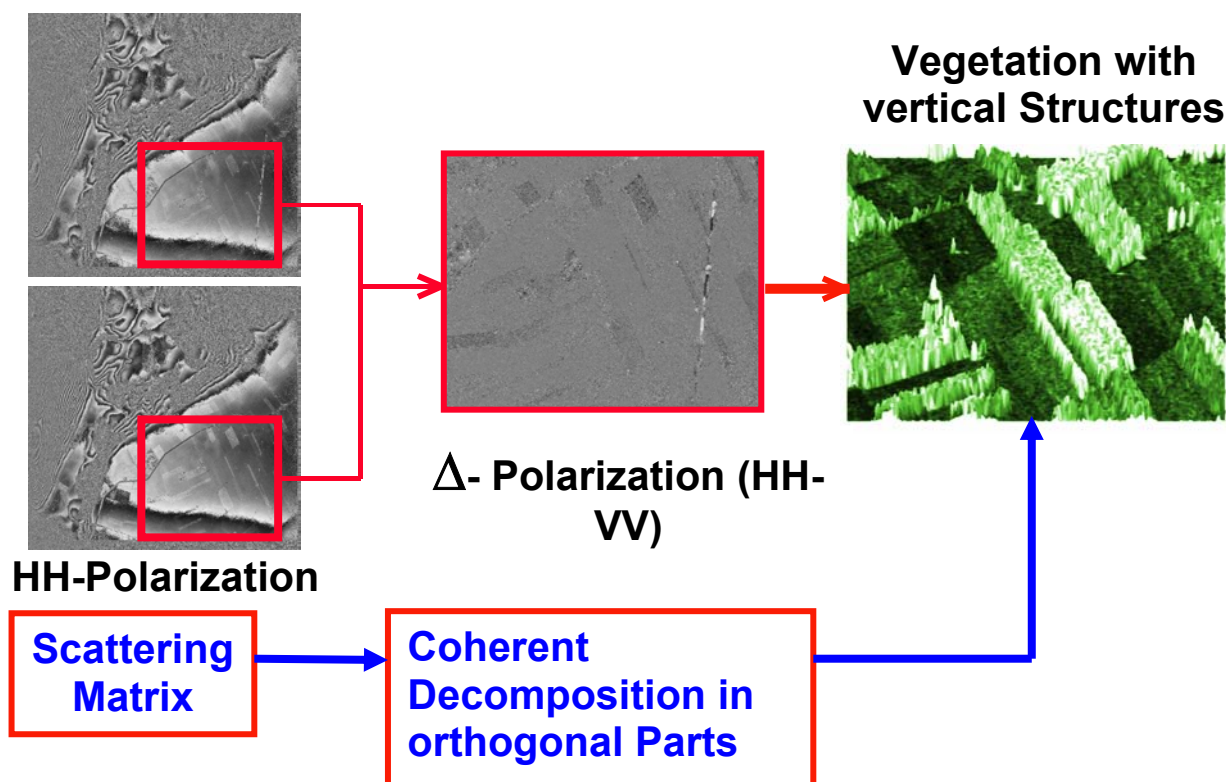 Vegetation with
vertical Structures
Δ- Polarization (HH-
VV)
HH-Polarization
Scattering
Matrix
Coherent
Decomposition in
orthogonal Parts